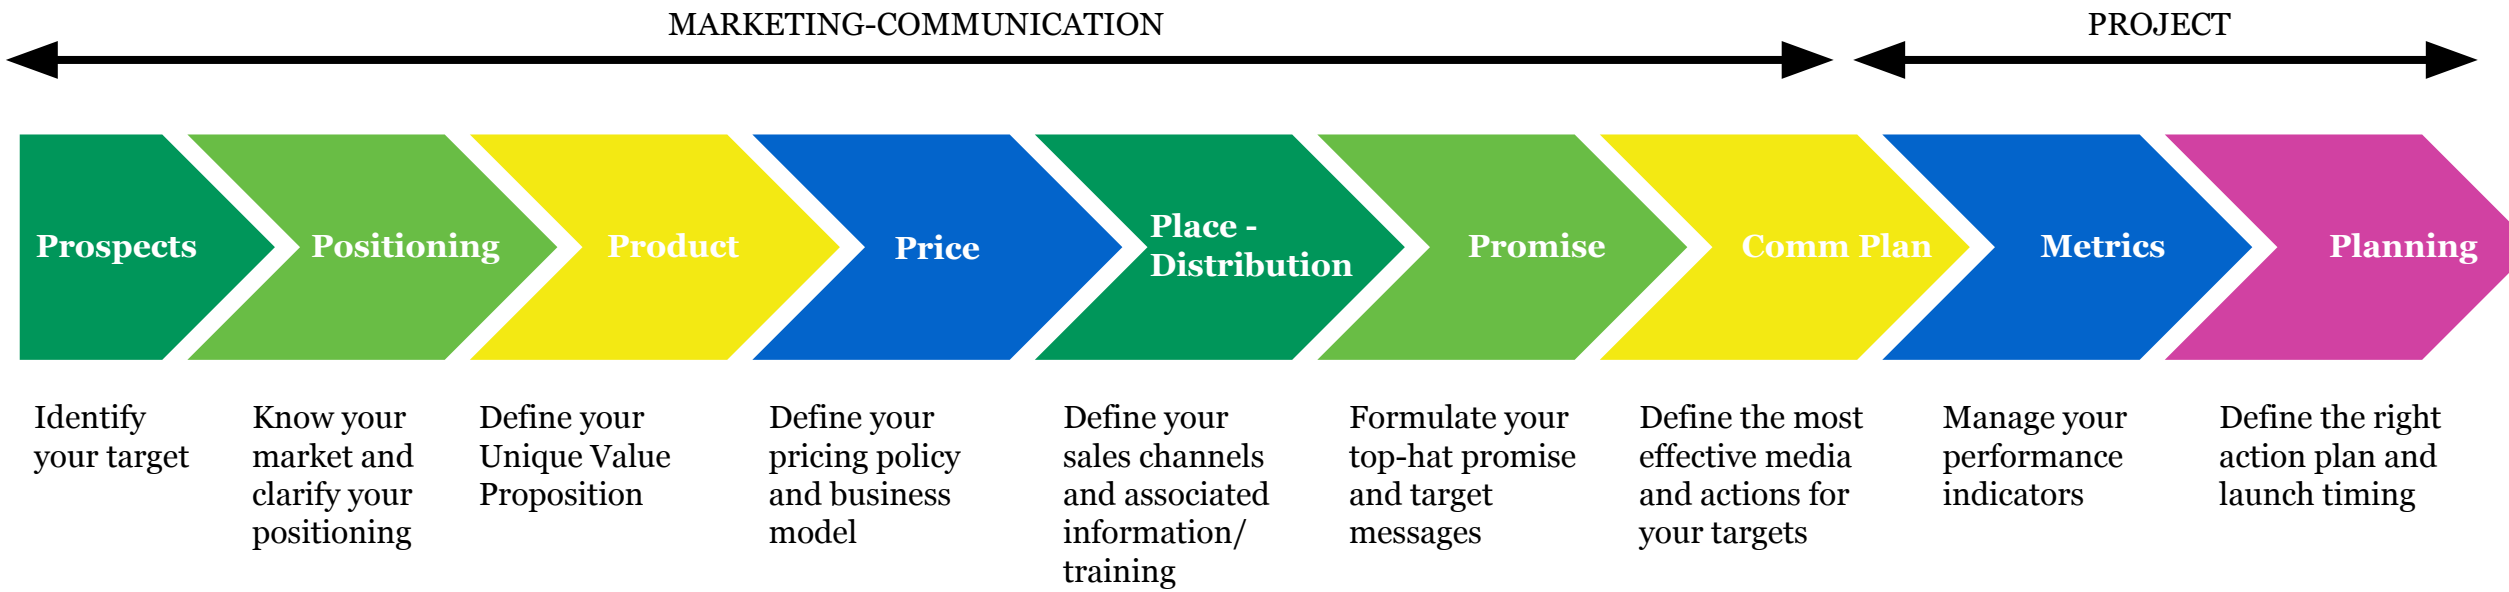 MARKETING-COMMUNICATION
PROJECT
Prospects
Positioning
Product
Price
Place -
Distribution
Promise
Comm Plan
Metrics
Planning
Identify
your target
Know your
market and
clarify your
positioning
Define your
Unique Value
Proposition
Define your
pricing policy
and business
model
Define your
sales channels
and associated
information/
training
Formulate your
top-hat promise
and target
messages
Define the most
effective media
and actions for
your targets
Manage your
performance
indicators
Define the right
action plan and
launch timing